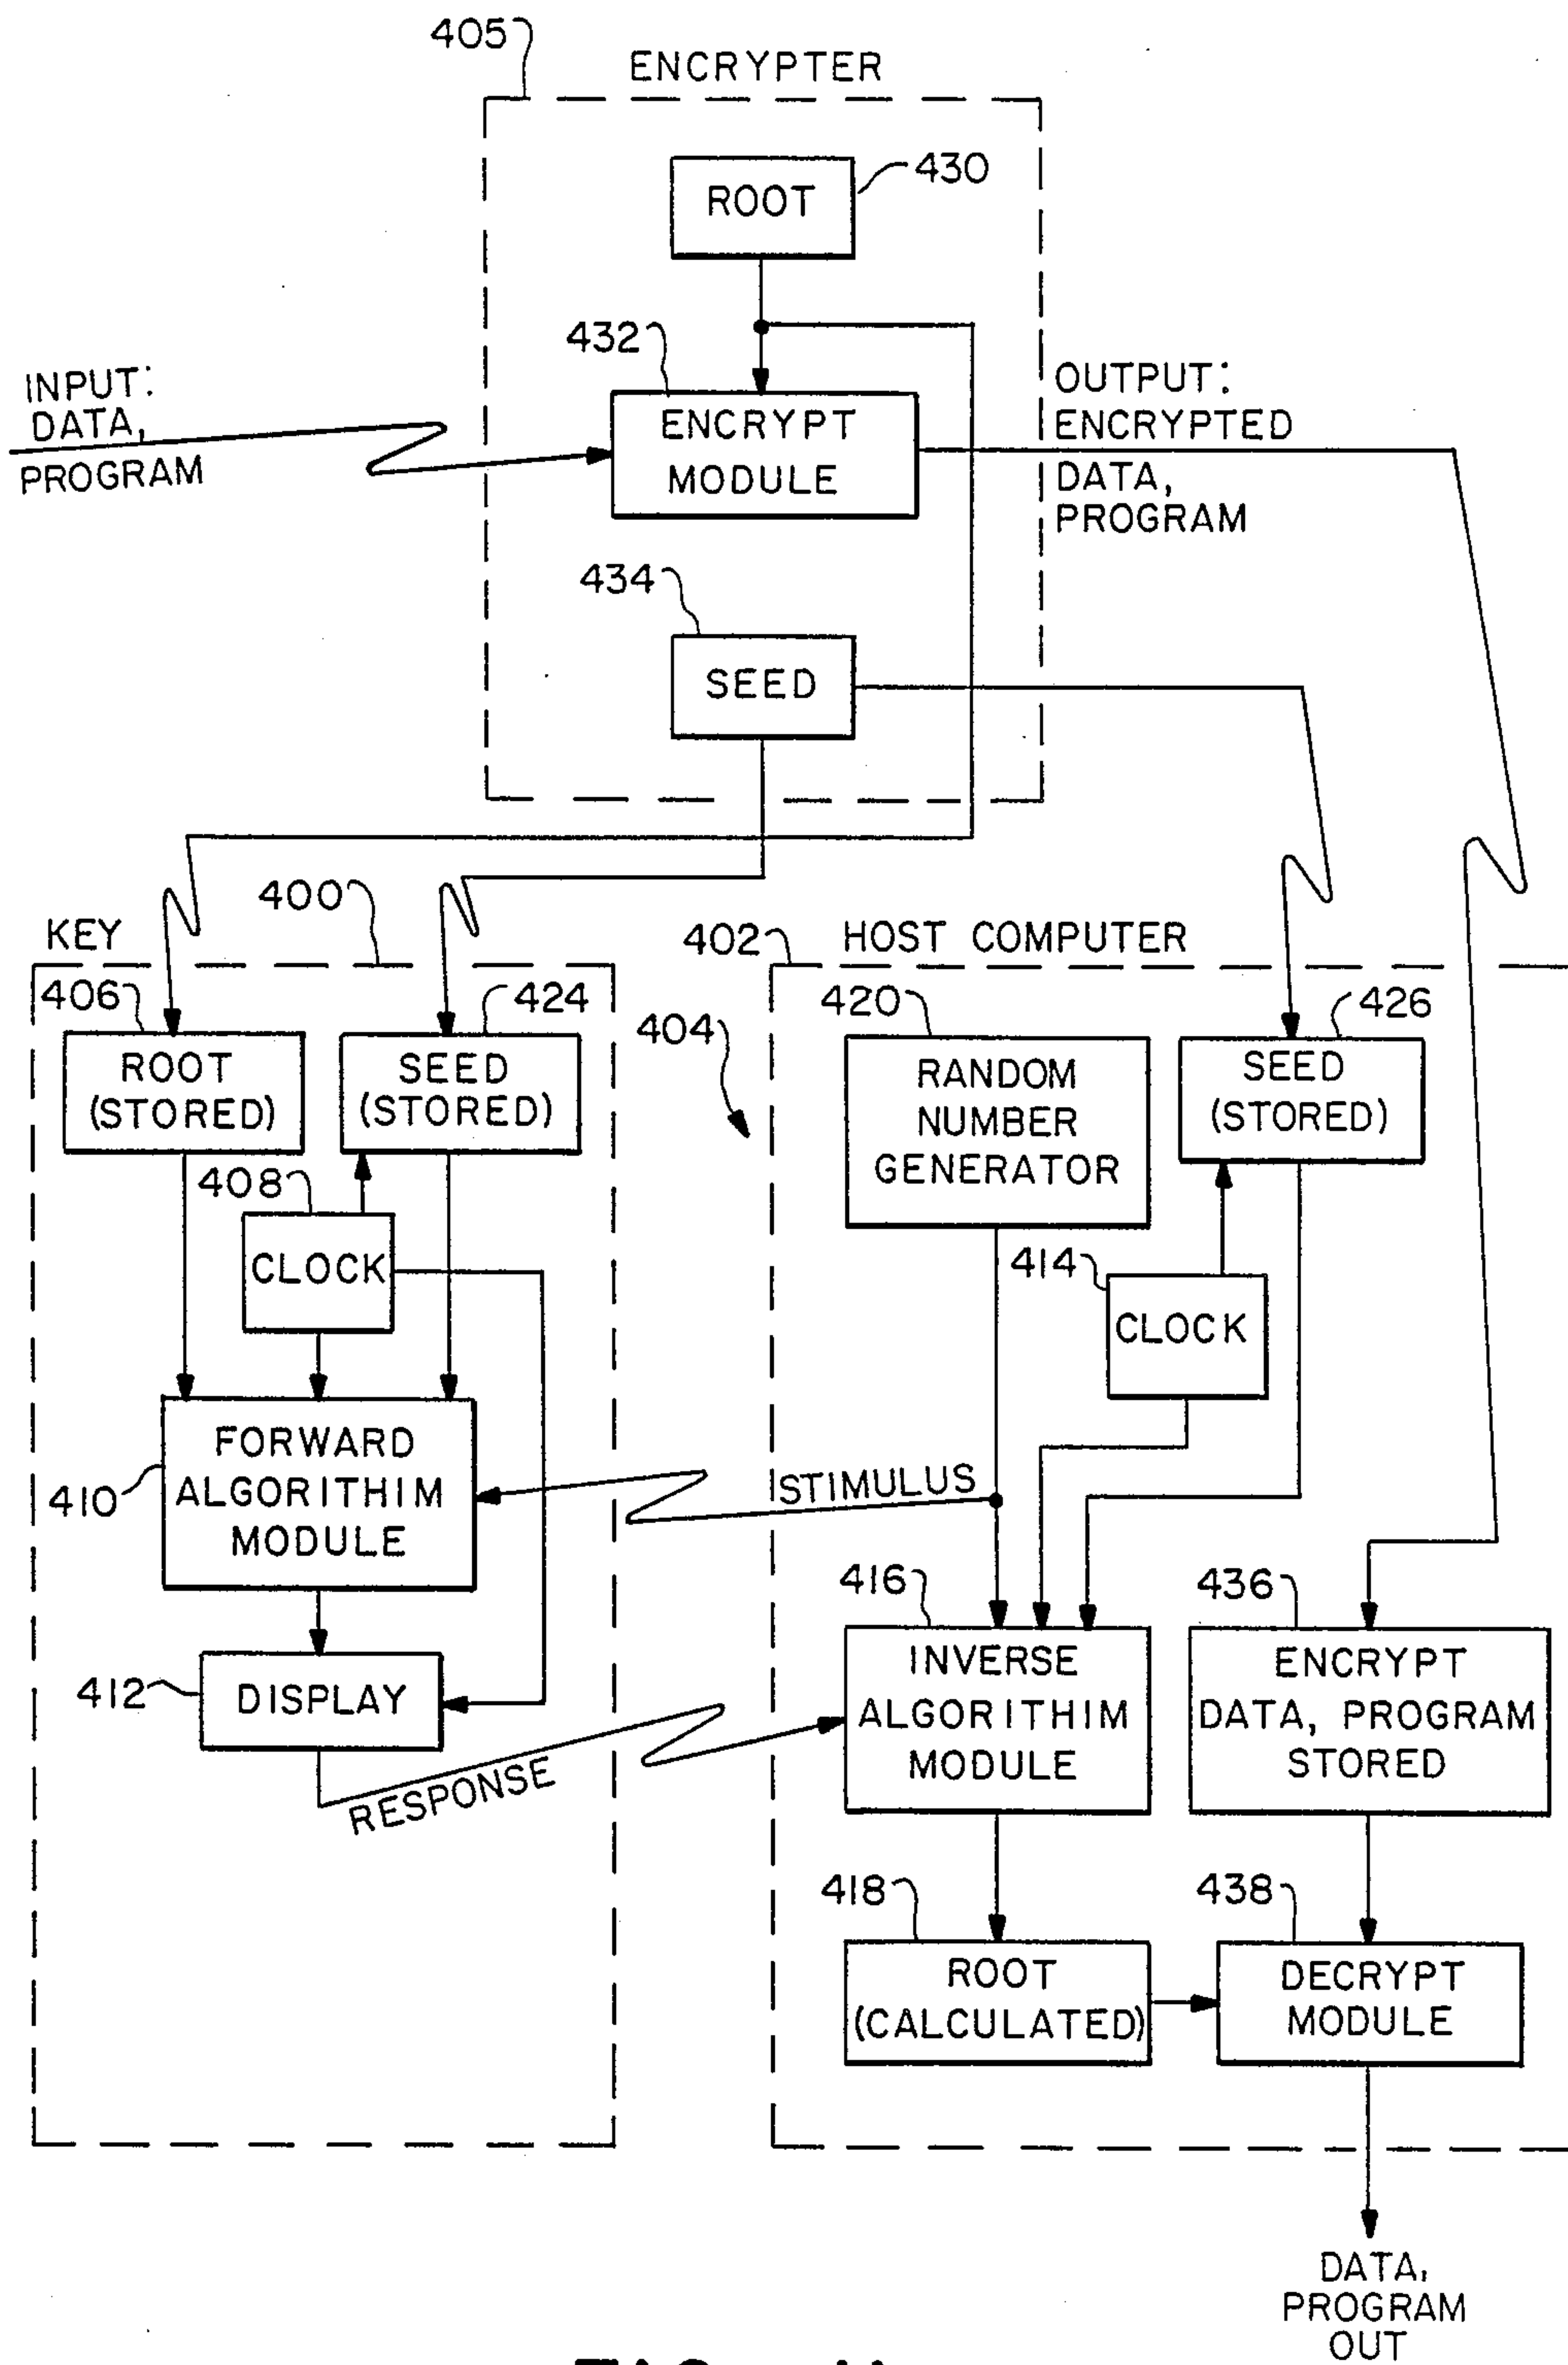 405
ENCRYPTER
ROOT
430
432
ENCRYPT
MODULE
INPUT:
DATA,
PROGRAM
OUTPUT:
ENCRYPTED
DATA,
PROGRAM
434
SEED
KEY
400
406
ROOT
(STORED)
424
SEED
(STORED)
408
CLOCK
410
FORWARD
ALGORITHIM
MODULE
412
DISPLAY
RESPONSE
STIMULUS
404
402
HOST COMPUTER
420
RANDOM
NUMBER
GENERATOR
426
SEED
(STORED)
414
CLOCK
416
INVERSE
ALGORITHIM
MODULE
436
ENCRYPT
DATA, PROGRAM
STORED
418
ROOT
(CALCULATED)
438
DECRYPT
MODULE
DATA,
PROGRAM
OUT